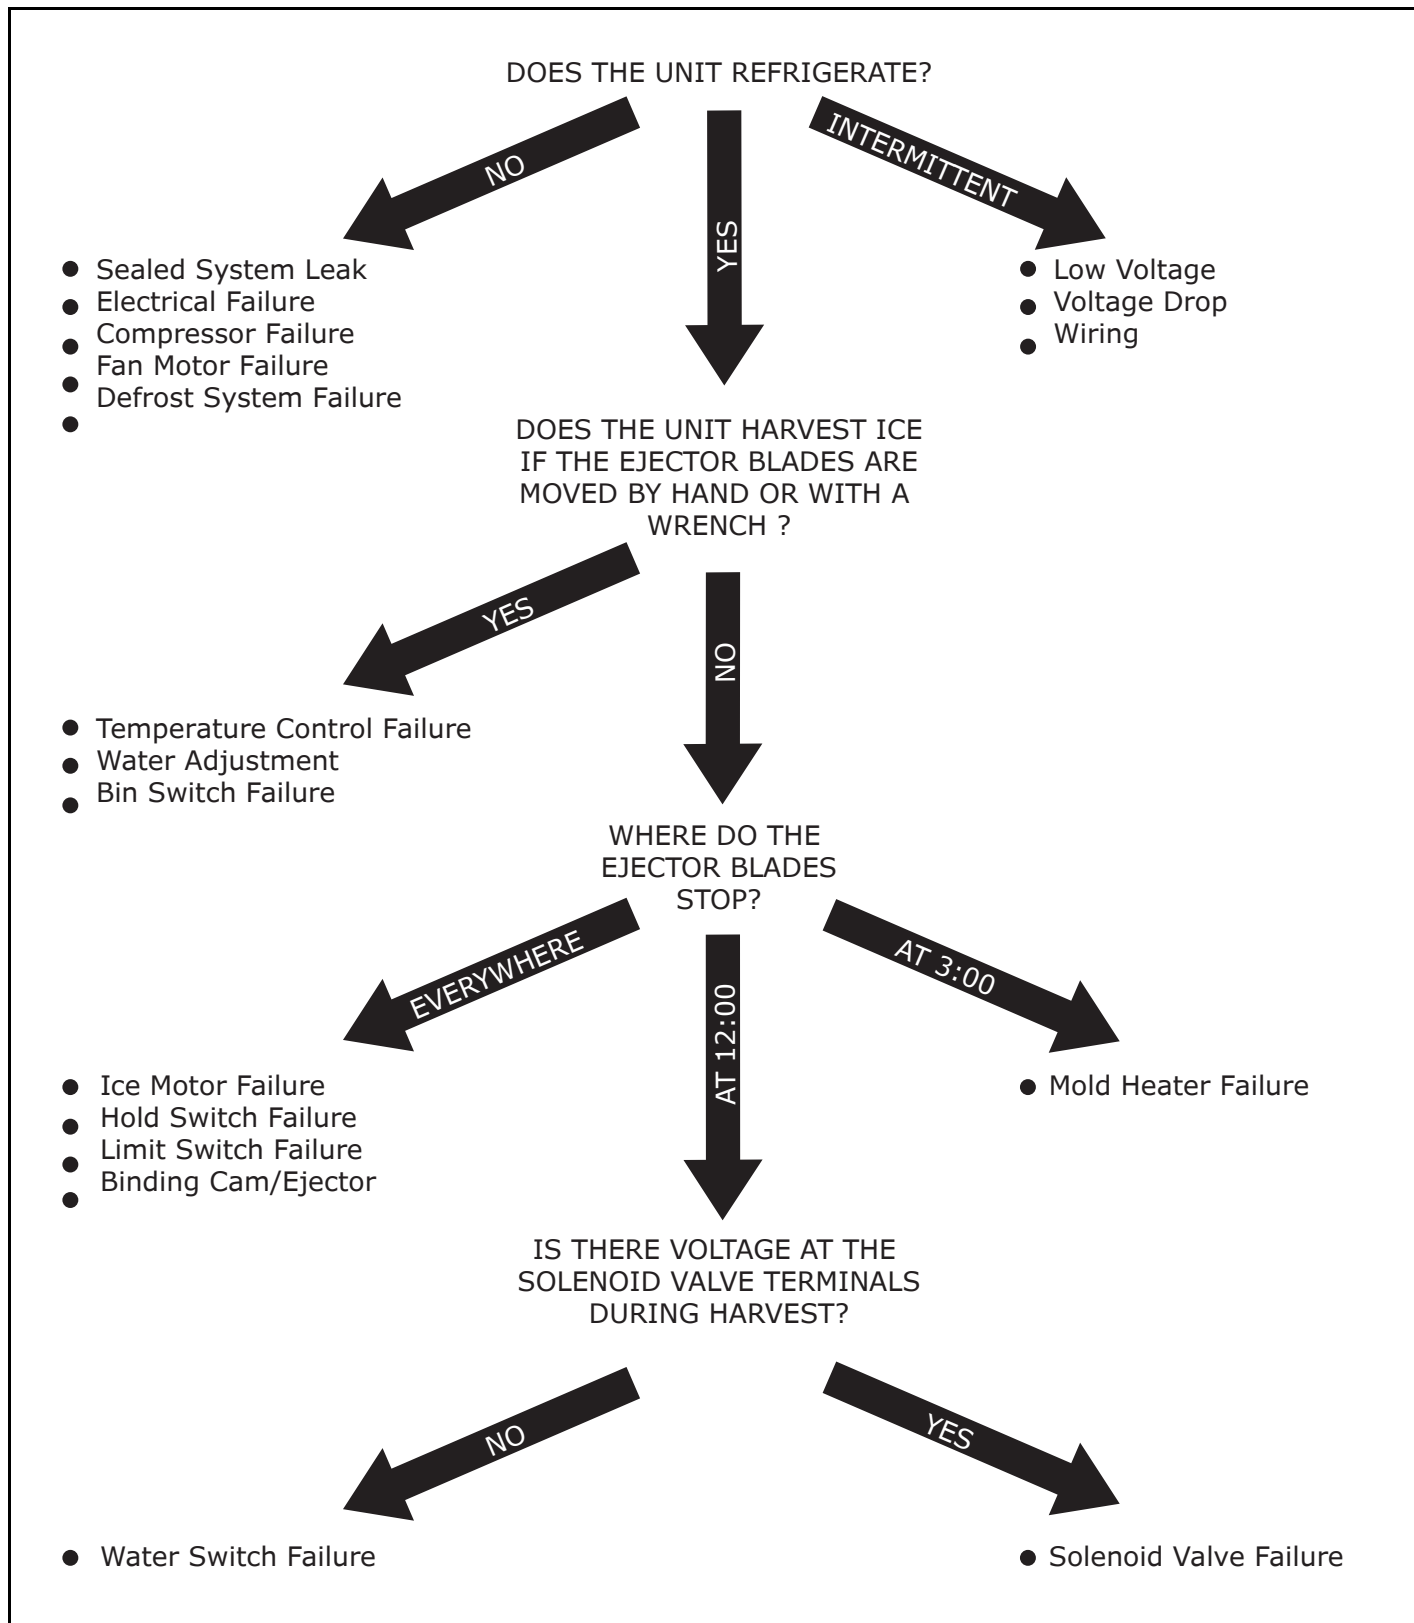 DOES THE UNIT REFRIGERATE?
NO
YES
INTERMITTENT
Sealed System Leak
Electrical Failure
Compressor Failure
Fan Motor Failure
Defrost System Failure
Low Voltage
Voltage Drop
Wiring
DOES THE UNIT HARVEST ICE
IF THE EJECTOR BLADES ARE
MOVED BY HAND OR WITH A
WRENCH ?
YES
NO
Temperature Control Failure
Water Adjustment
Bin Switch Failure
WHERE DO THE
EJECTOR BLADES
STOP?
EVERYWHERE
AT 12:00
AT 3:00
Ice Motor Failure
Hold Switch Failure
Limit Switch Failure
Binding Cam/Ejector
Mold Heater Failure
IS THERE VOLTAGE AT THE
SOLENOID VALVE TERMINALS
DURING HARVEST?
NO
YES
Water Switch Failure
Solenoid Valve Failure